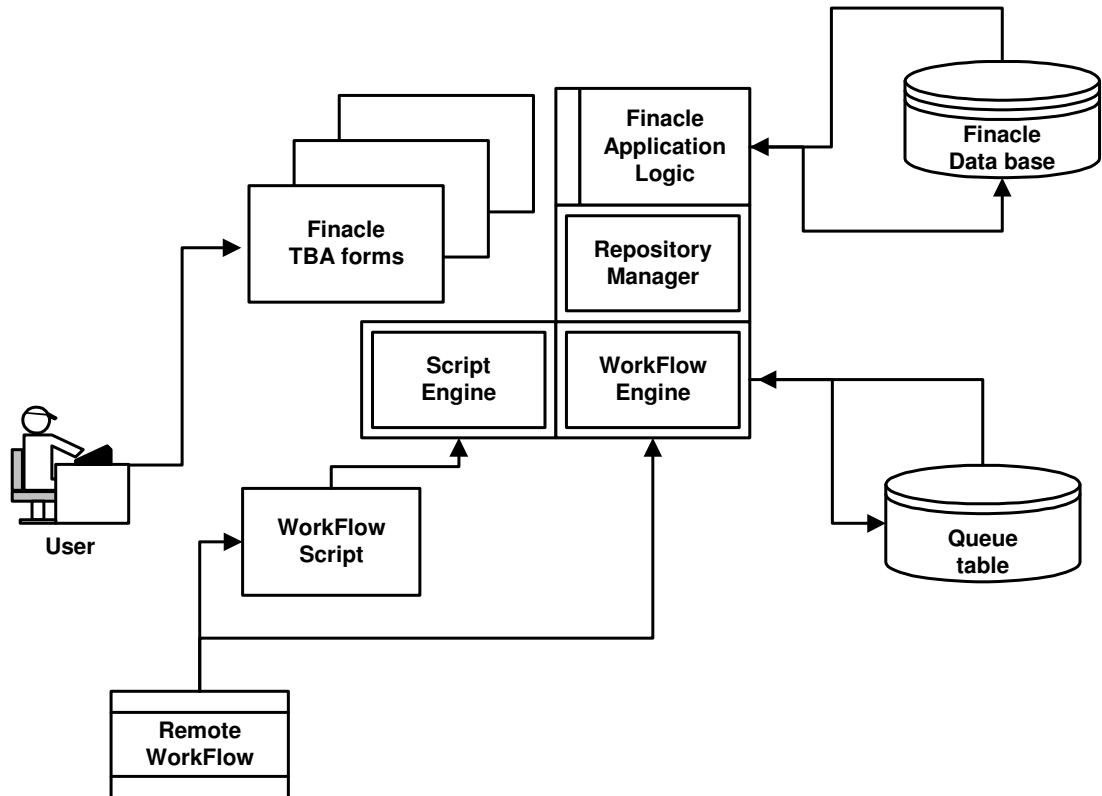 Finacle
Application
Logic
Finacle
Data base
Finacle
TBA forms
Repository
Manager
Script
Engine
WorkFlow
Engine
User
WorkFlow
Script
Queue
table
Remote
WorkFlow